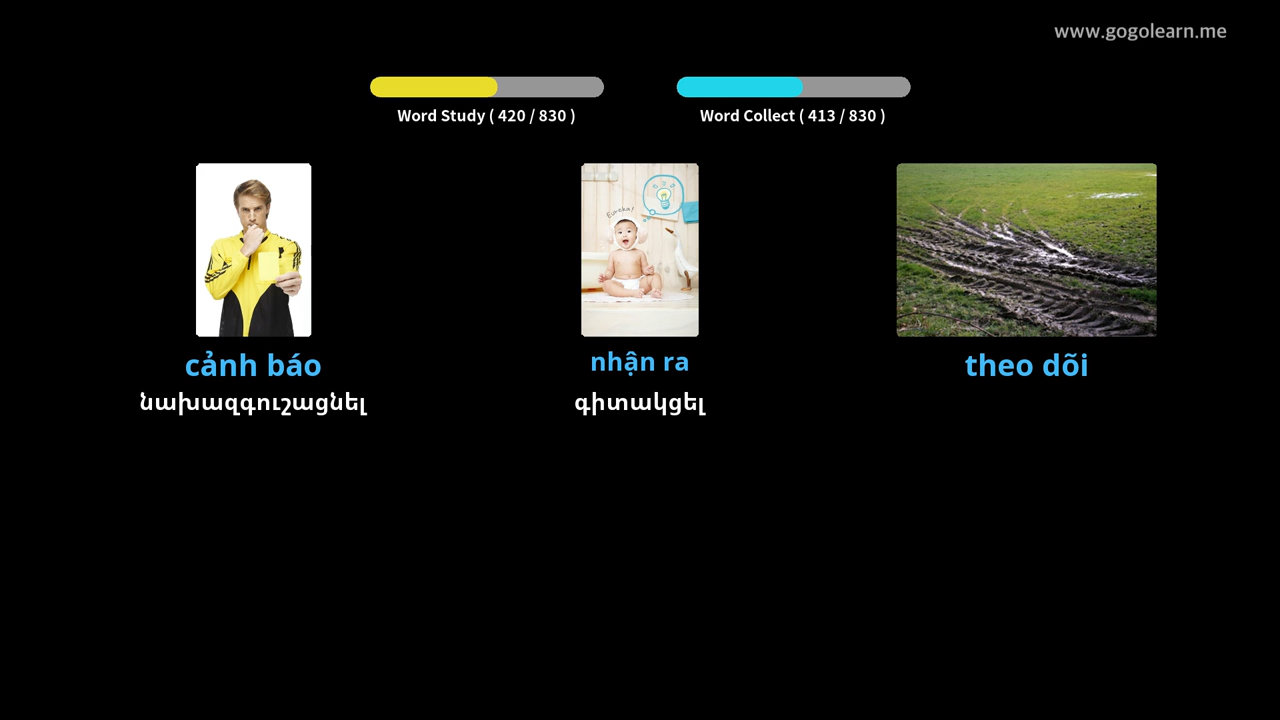 www.gogolearn.me
Word Study ( 420 / 830 )
Word Collect ( 413 / 830 )
Eureka!
cảnh báo
nhận ra
theo dõi
նախազգուշացնել
գիտակցել